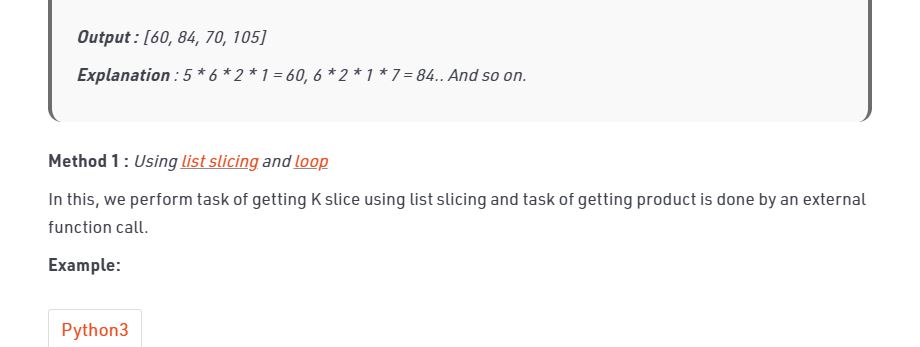 Output : [60, 84, 70, 105]
Explanation : 5 * 6 * 2 * 1 = 60, 6 * 2 * 1 * 7 = 84.. And so on.
Method 1 : Using list slicing and loop
In this, we perform task of getting K slice using list slicing and task of getting product is done by an external
function call.
Example:
Python3